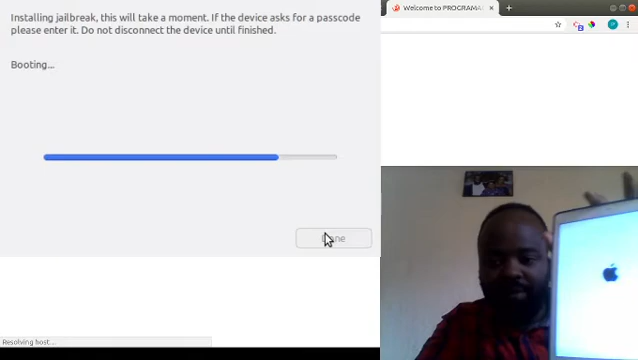 Installing jailbreak, this will take a moment. If the device asks for a passcode
please enter it. Do not disconnect the device until finished.
Welcome to PROGRAMA
Booting...
Resolving host...